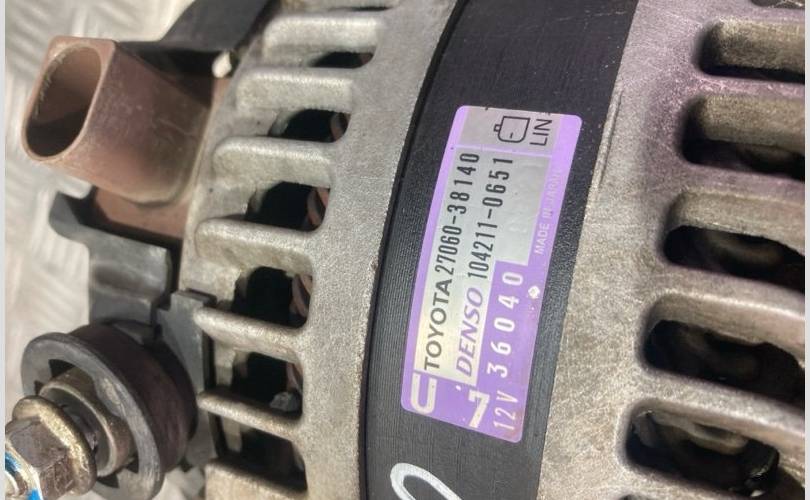 LIN
TOYOTA 27060-38140
DENSO 104211-0651
U 7
12V 36040
MADE IN JAPAN